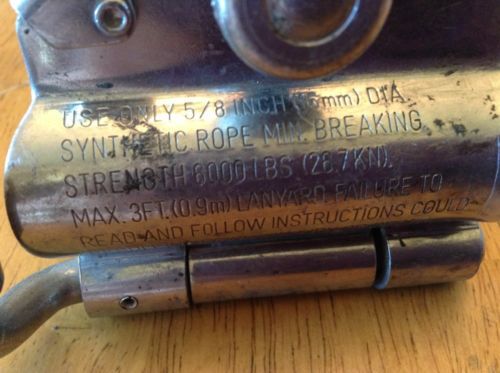 USE ONLY 5/8 INCH (16mm) DIA.
SYNTHETIC ROPE MIN. BREAKING
STRENGTH 6000 LBS (26.7KN).
MAX. 3FT.(0.9m) LANYARD. FAILURE TO
READ AND FOLLOW INSTRUCTIONS COULD